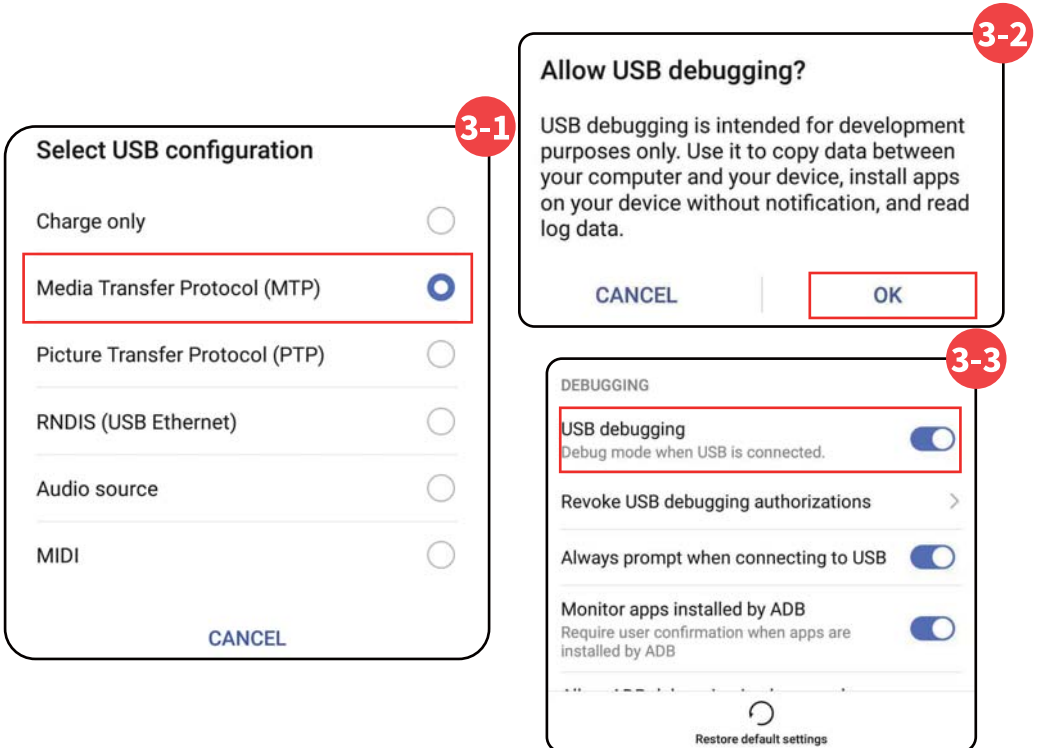 3-1
Select USB configuration
Charge only
Media Transfer Protocol (MTP)
Picture Transfer Protocol (PTP)
RNDIS (USB Ethernet)
Audio source
MIDI
CANCEL
3-2
Allow USB debugging?
USB debugging is intended for development
purposes only. Use it to copy data between
your computer and your device, install apps
on your device without notification, and read
log data.
CANCEL
OK
3-3
DEBUGGING
USB debugging
Debug mode when USB is connected.
Revoke USB debugging authorizations
Always prompt when connecting to USB
Monitor apps installed by ADB
Require user confirmation when apps are
installed by ADB
Restore default settings